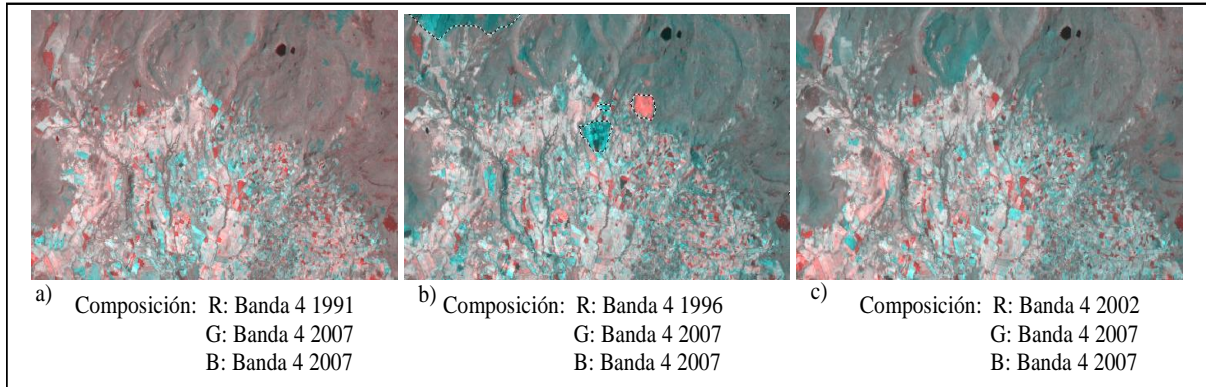 a)
Composición: R: Banda 4 1991
G: Banda 4 2007
B: Banda 4 2007
b)
Composición: R: Banda 4 1996
G: Banda 4 2007
B: Banda 4 2007
c)
Composición: R: Banda 4 2002
G: Banda 4 2007
B: Banda 4 2007